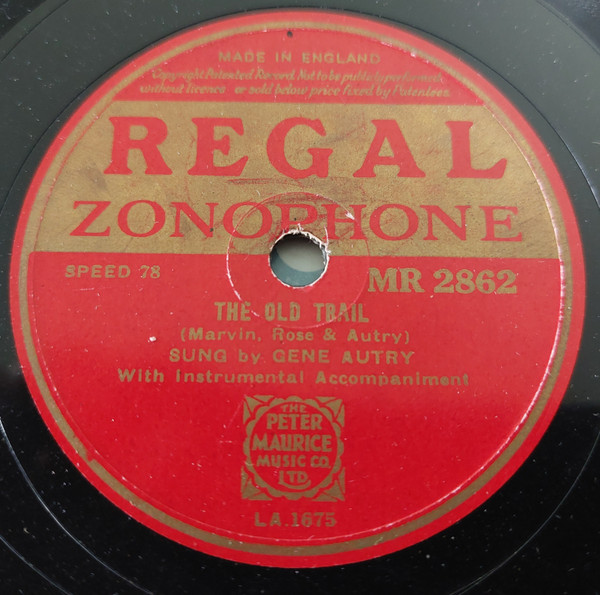 MADE IN ENGLAND
Copyright Patented Record. Not to be publicly performed
without licence or sold below price fixed by Patentees.
REGAL
ZONOPHONE
SPEED 78
MR 2862
THE OLD TRAIL
(Marvin, Rose & Autry)
SUNG by GENE AUTRY
With Instrumental Accompaniment
THE
PETER
MAURICE
MUSIC CO.
LTD.
LA.1675